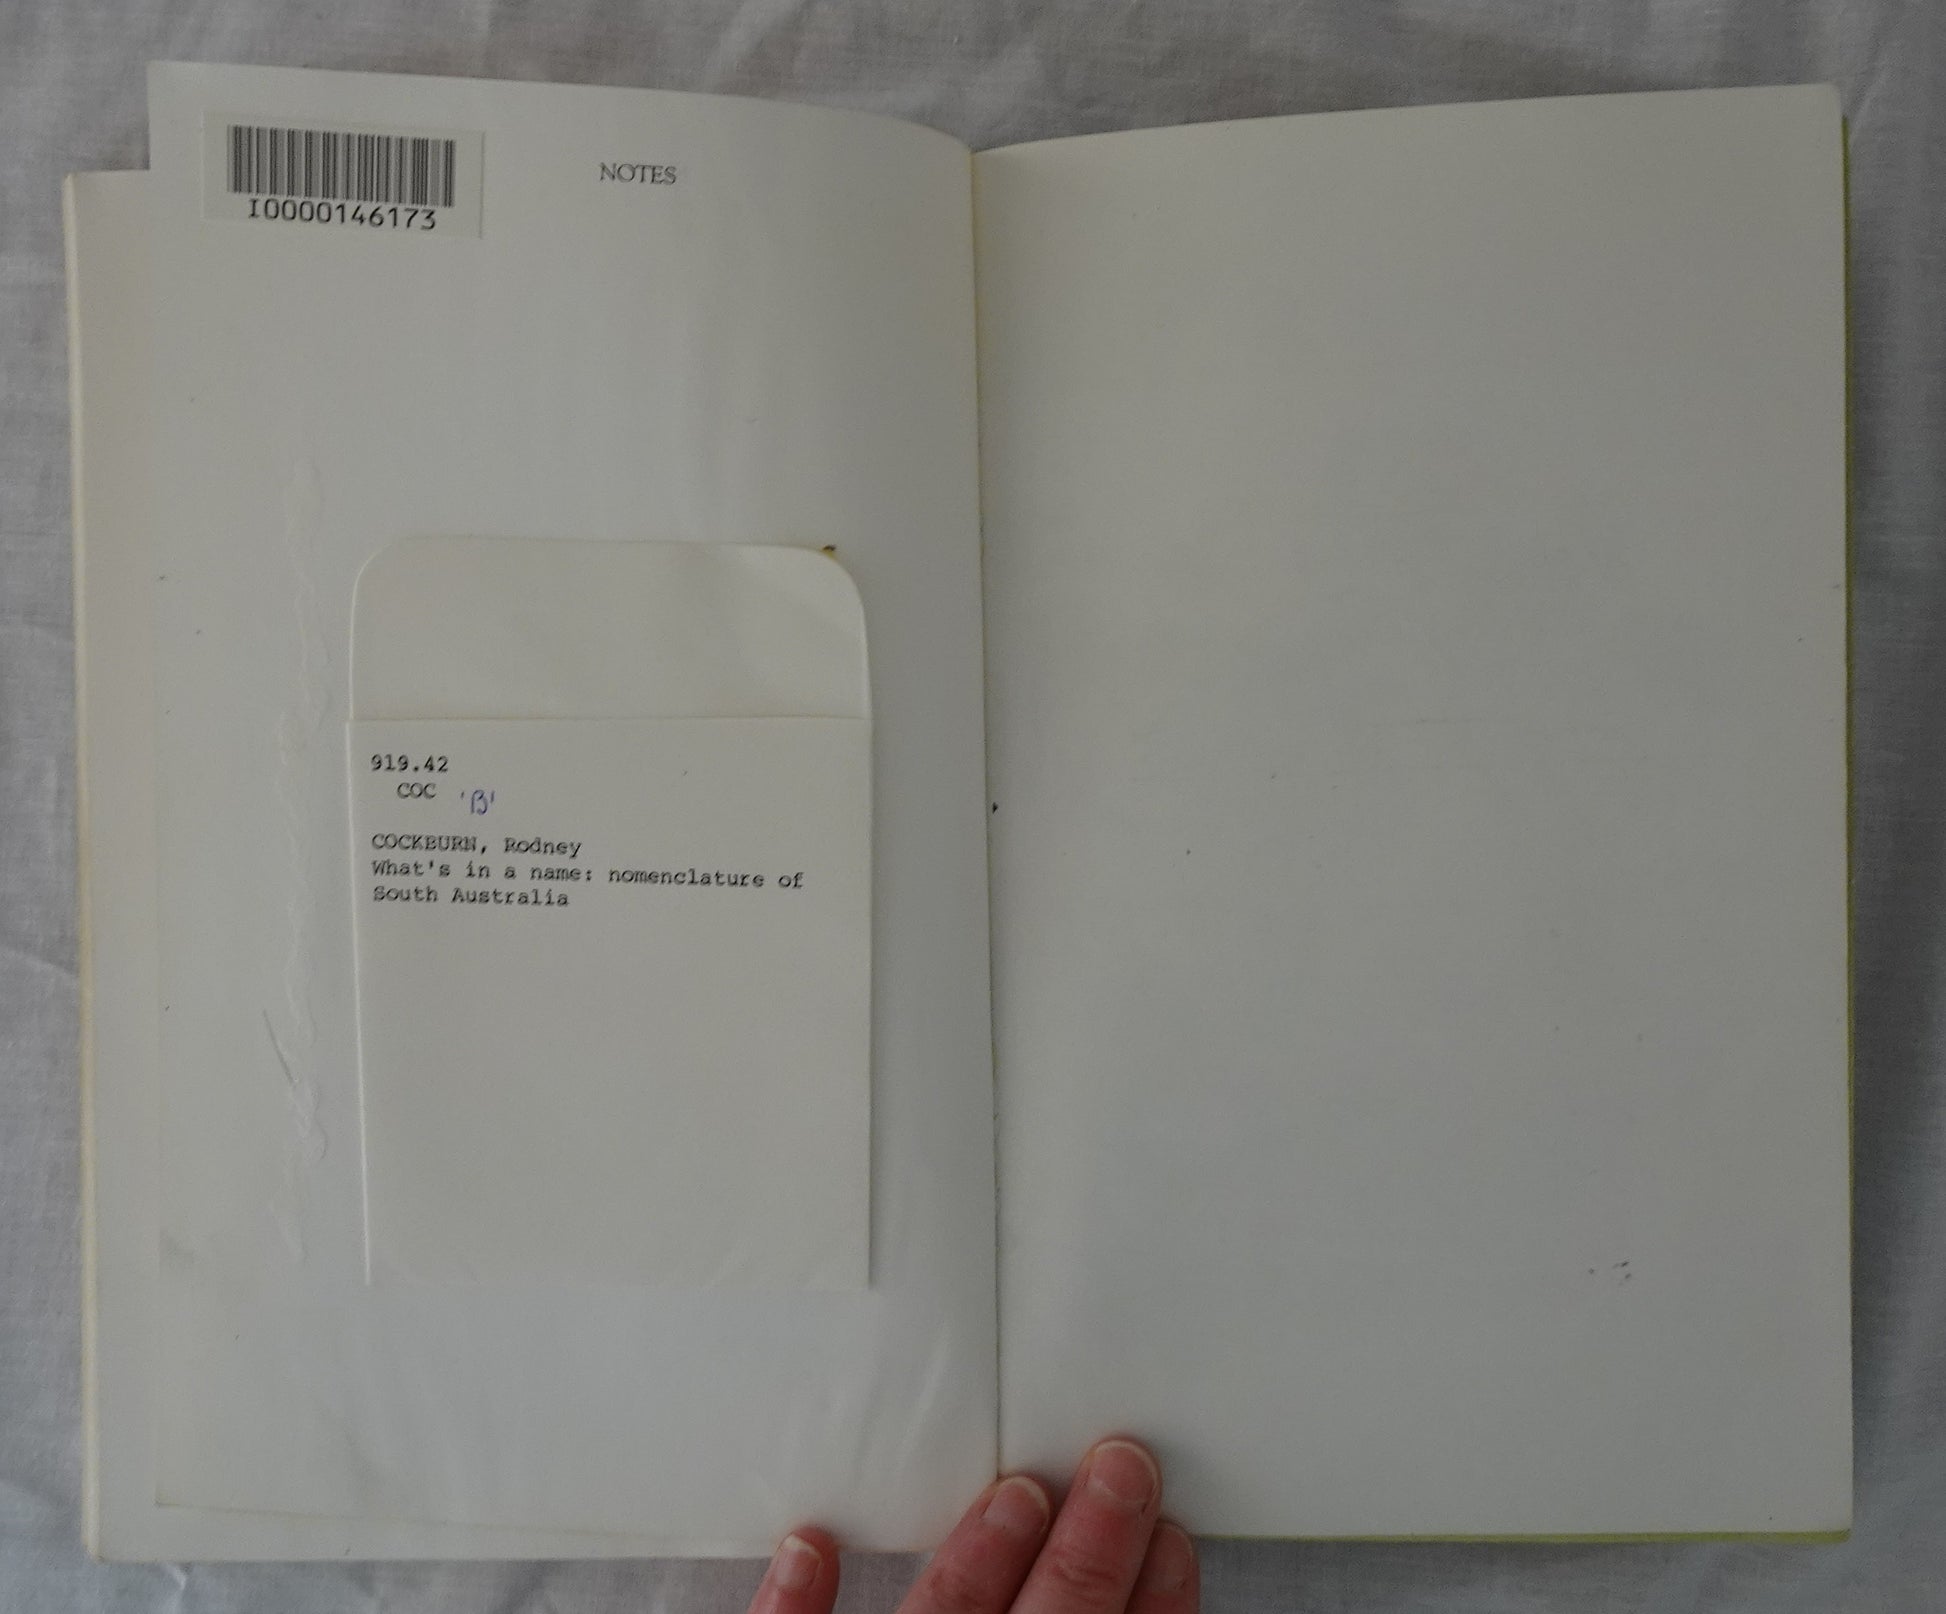 I0000146173
NOTES
919.42
COC 'B'
COCKBURN, Rodney
What's in a name: nomenclature of
South Australia